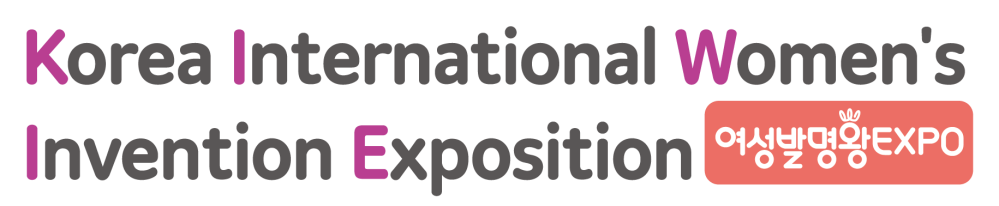 Korea International Women's
Invention Exposition 여성발명왕EXPO